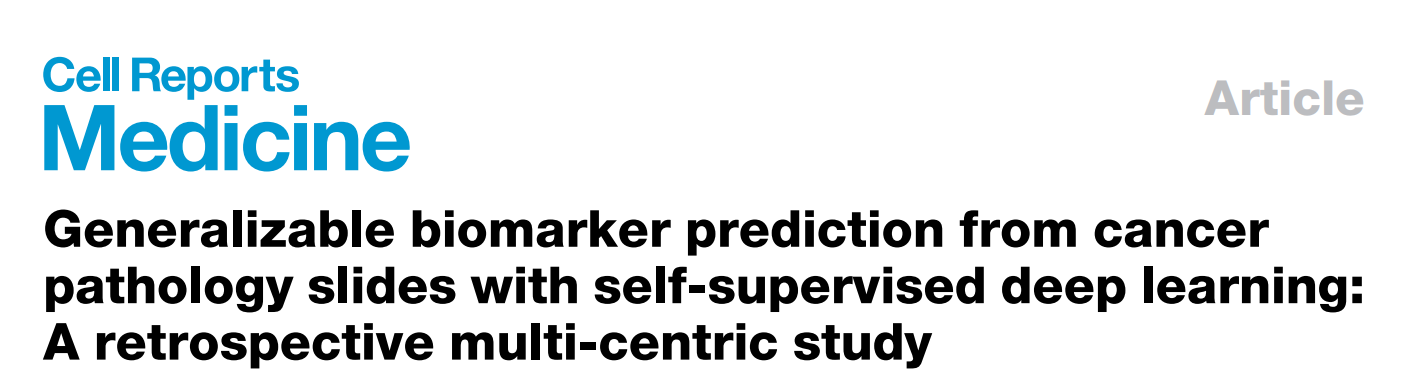 Cell Reports
Medicine
Article
Generalizable biomarker prediction from cancer
pathology slides with self-supervised deep learning:
A retrospective multi-centric study